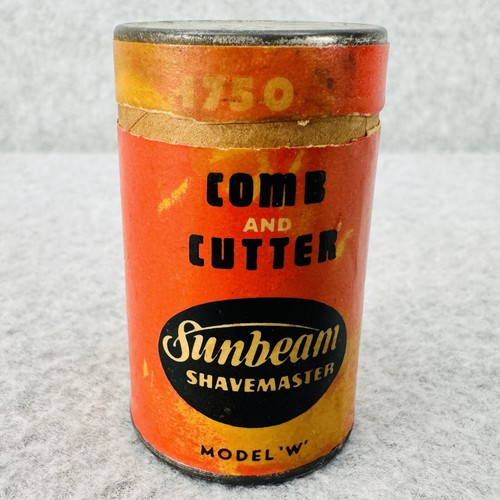 1750
COMB
AND
CUTTER
Sunbeam
SHAVEMASTER
MODEL 'W'